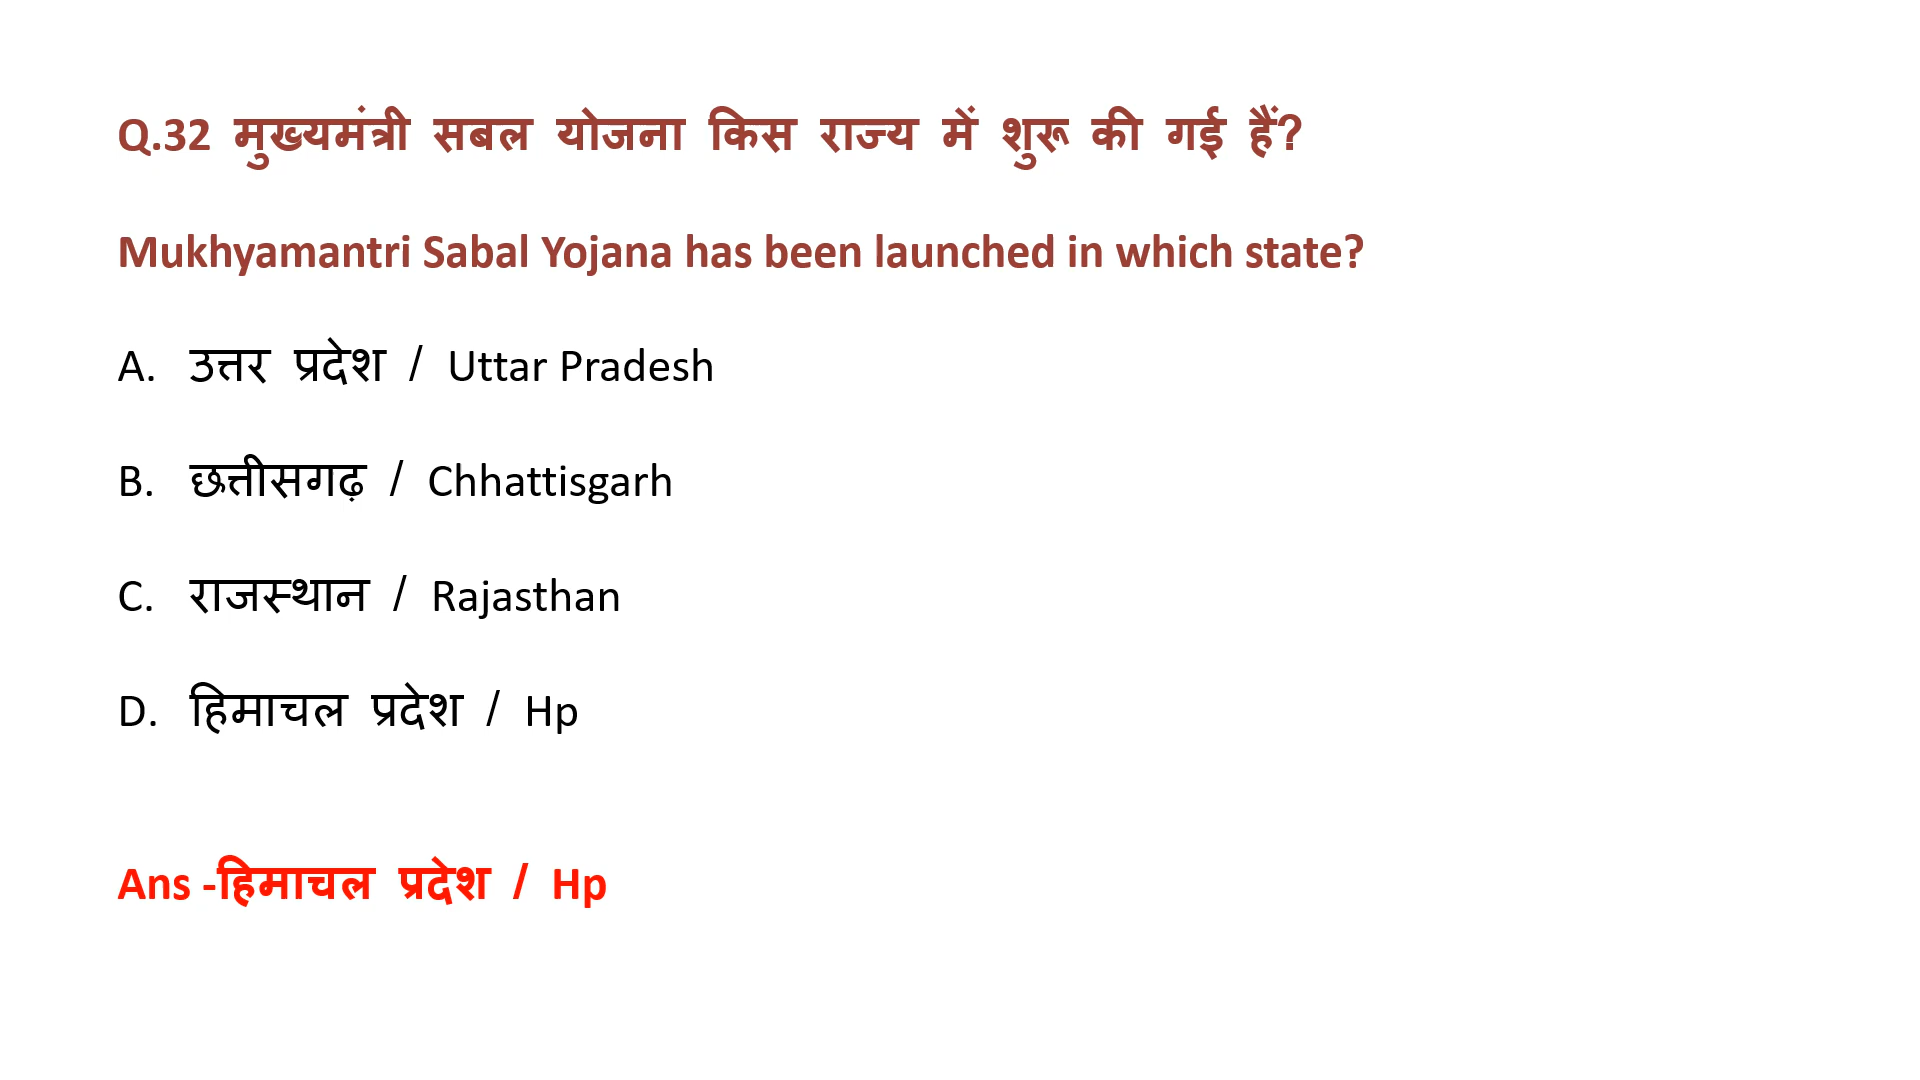 Q.32 मुख्यमंत्री सबल योजना किस राज्य में शुरू की गई हैं?
Mukhyamantri Sabal Yojana has been launched in which state?
A. उत्तर प्रदेश / Uttar Pradesh
B. छत्तीसगढ़ / Chhattisgarh
C. राजस्थान / Rajasthan
D. हिमाचल प्रदेश / Hp
Ans -हिमाचल प्रदेश / Hp